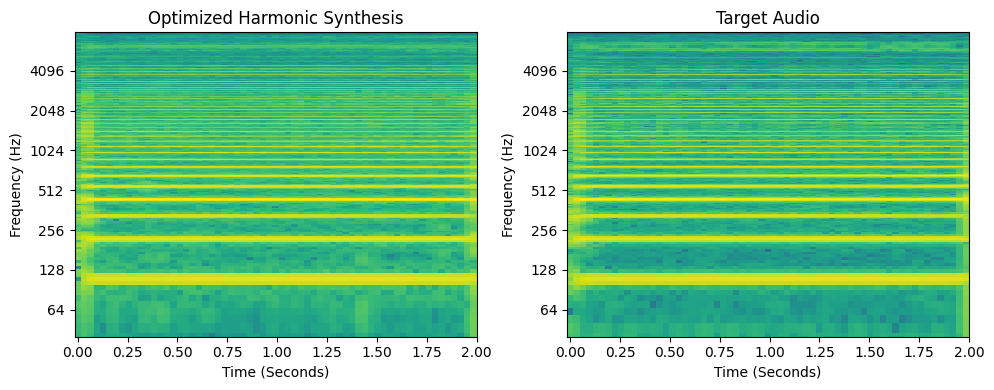 Optimized Harmonic Synthesis
Frequency (Hz)
4096
2048
1024
512
256
128
64
0.00 0.25 0.50 0.75 1.00 1.25 1.50 1.75 2.00
Time (Seconds)
Target Audio
Frequency (Hz)
4096
2048
1024
512
256
128
64
0.00 0.25 0.50 0.75 1.00 1.25 1.50 1.75 2.00
Time (Seconds)